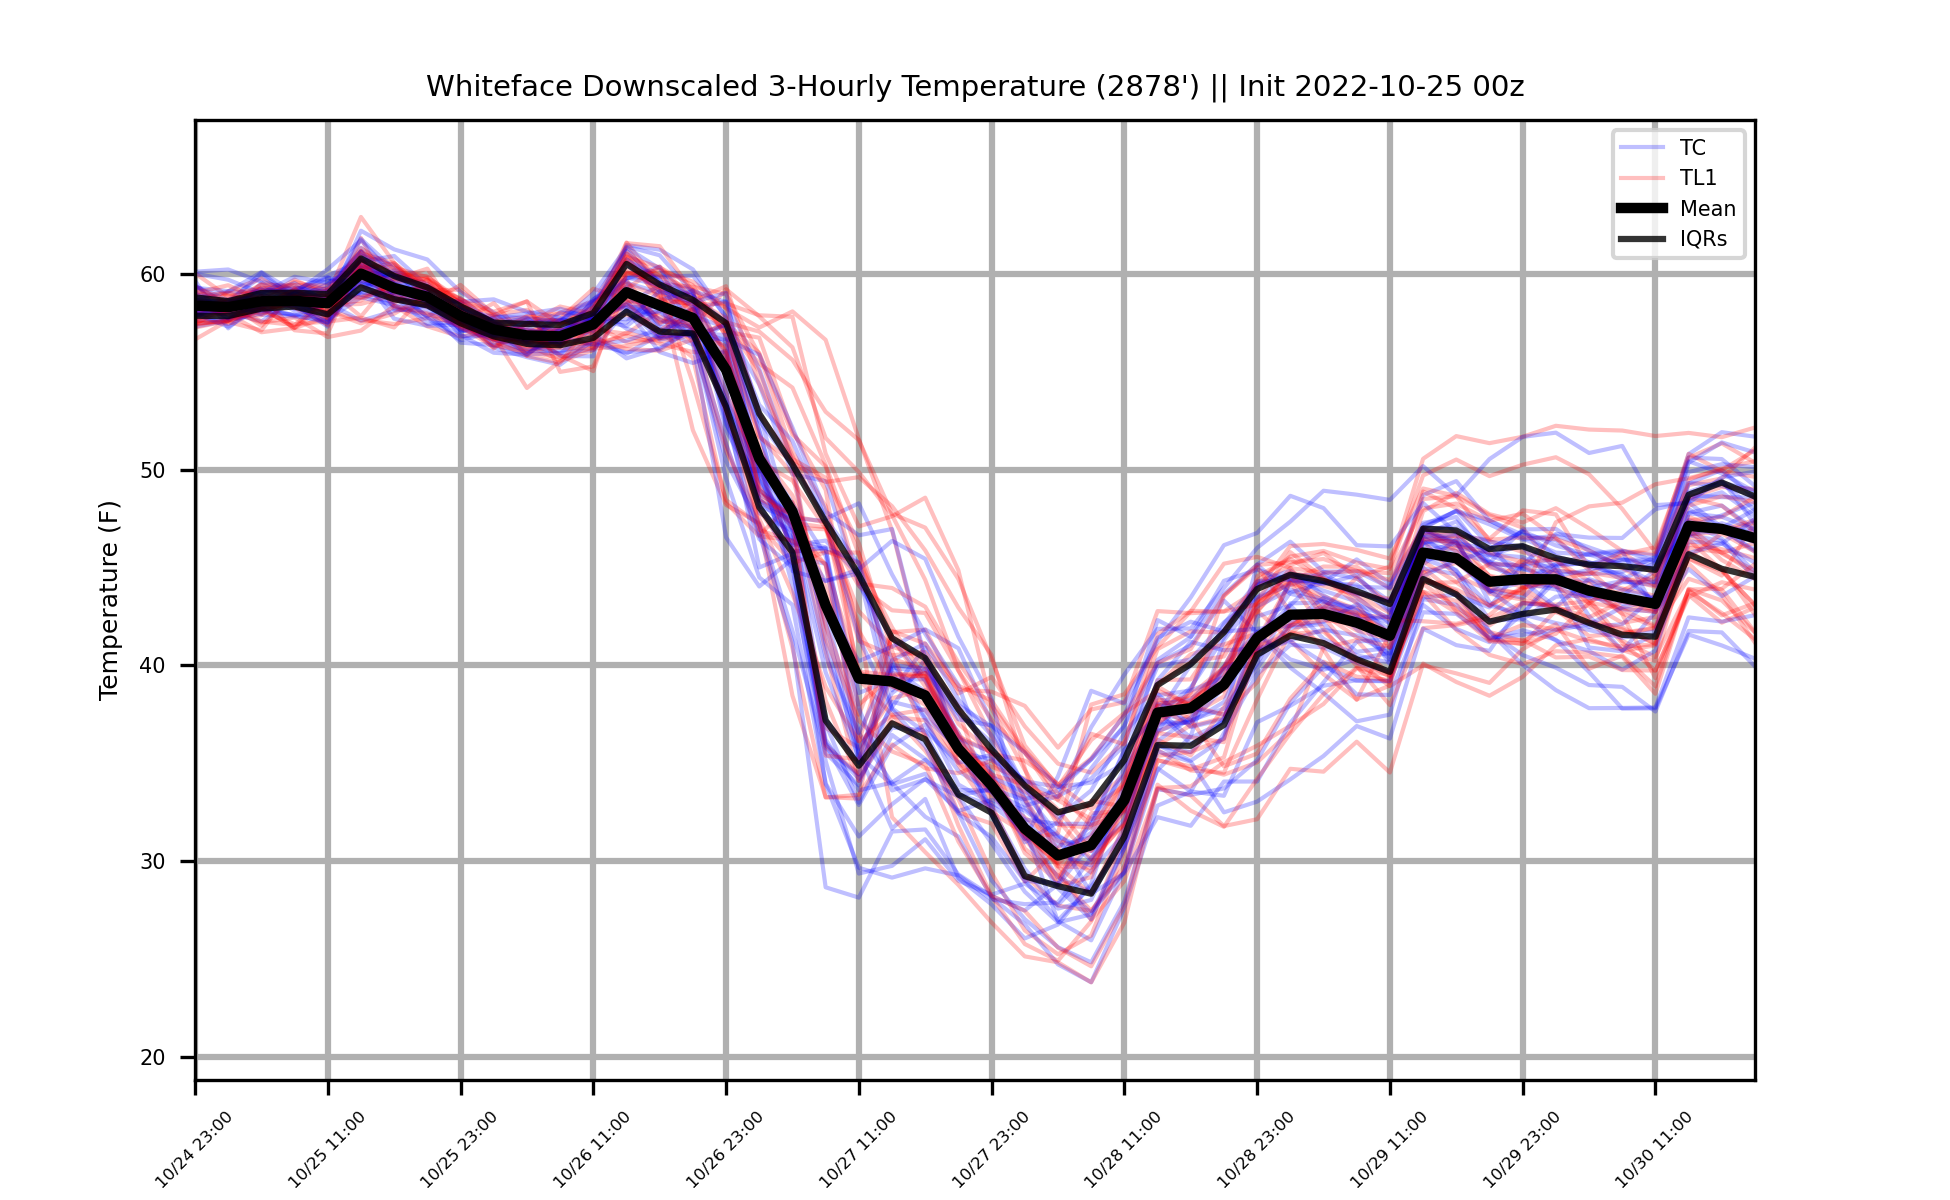 Whiteface Downscaled 3-Hourly Temperature (2878') || Init 2022-10-25 00z
TC
TL1
Mean
IQRs
Temperature (F)
60
50
40
30
20
10/24 23:00
10/25 11:00
10/25 23:00
10/26 11:00
10/26 23:00
10/27 11:00
10/27 23:00
10/28 11:00
10/28 23:00
10/29 11:00
10/29 23:00
10/30 11:00